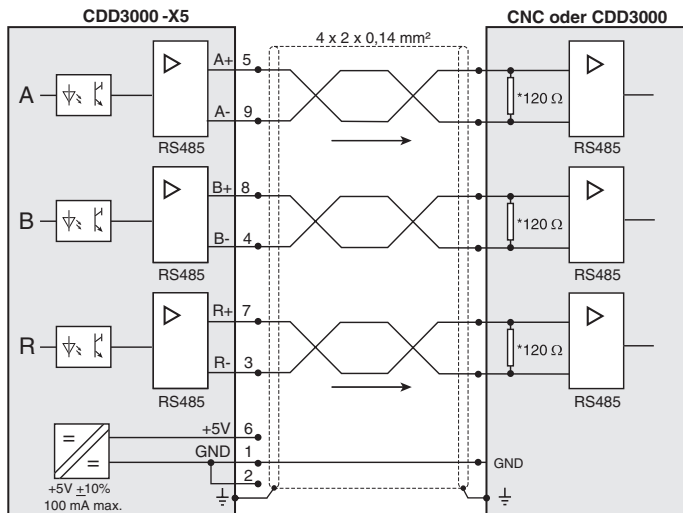 CDD3000 -X5
CNC oder CDD3000
4 x 2 x 0,14 mm²
A
A+ 5
A- 9
RS485
*120 Ω
RS485
B
B+ 8
B- 4
RS485
*120 Ω
RS485
R
R+ 7
R- 3
RS485
*120 Ω
RS485
+5V 6
GND 1
2
GND
+5V ±10%
100 mA max.